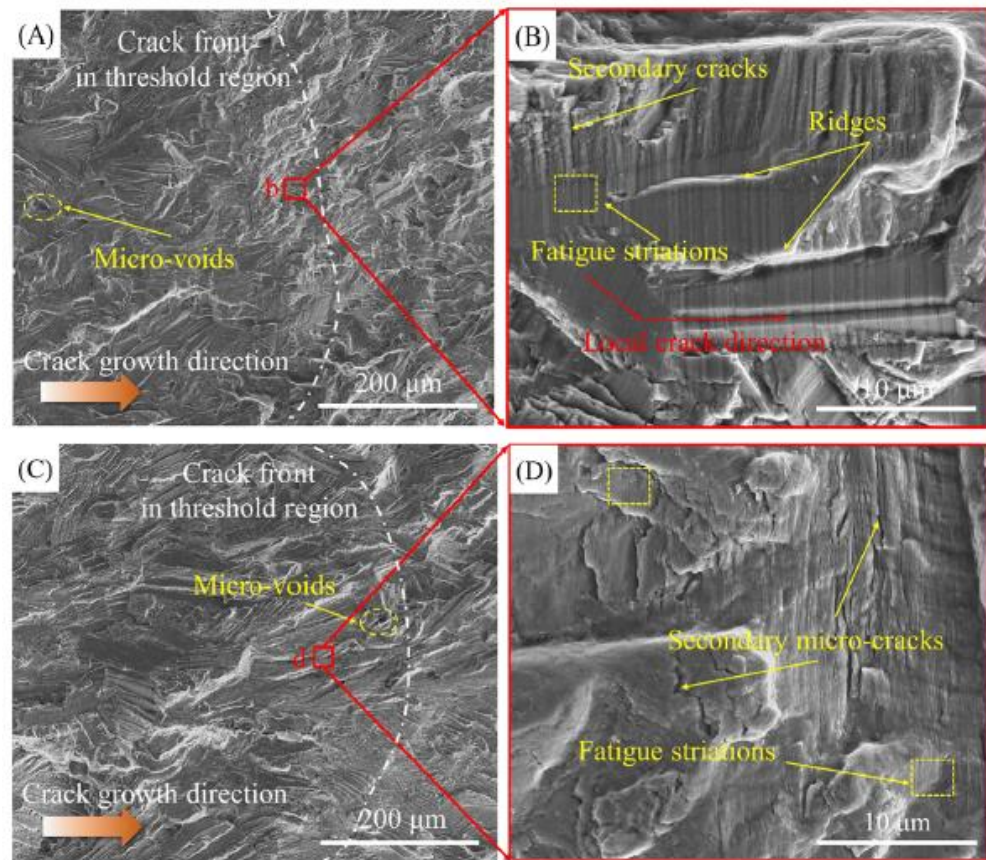 (A)
Crack front
in threshold region
b
Micro-voids
Crack growth direction
200 μm
(B)
Secondary cracks
Ridges
Fatigue striations
Local crack direction
10 μm
(C)
Crack front
in threshold region
Micro-voids
d
Crack growth direction
200 μm
(D)
Secondary micro-cracks
Fatigue striations
10 μm